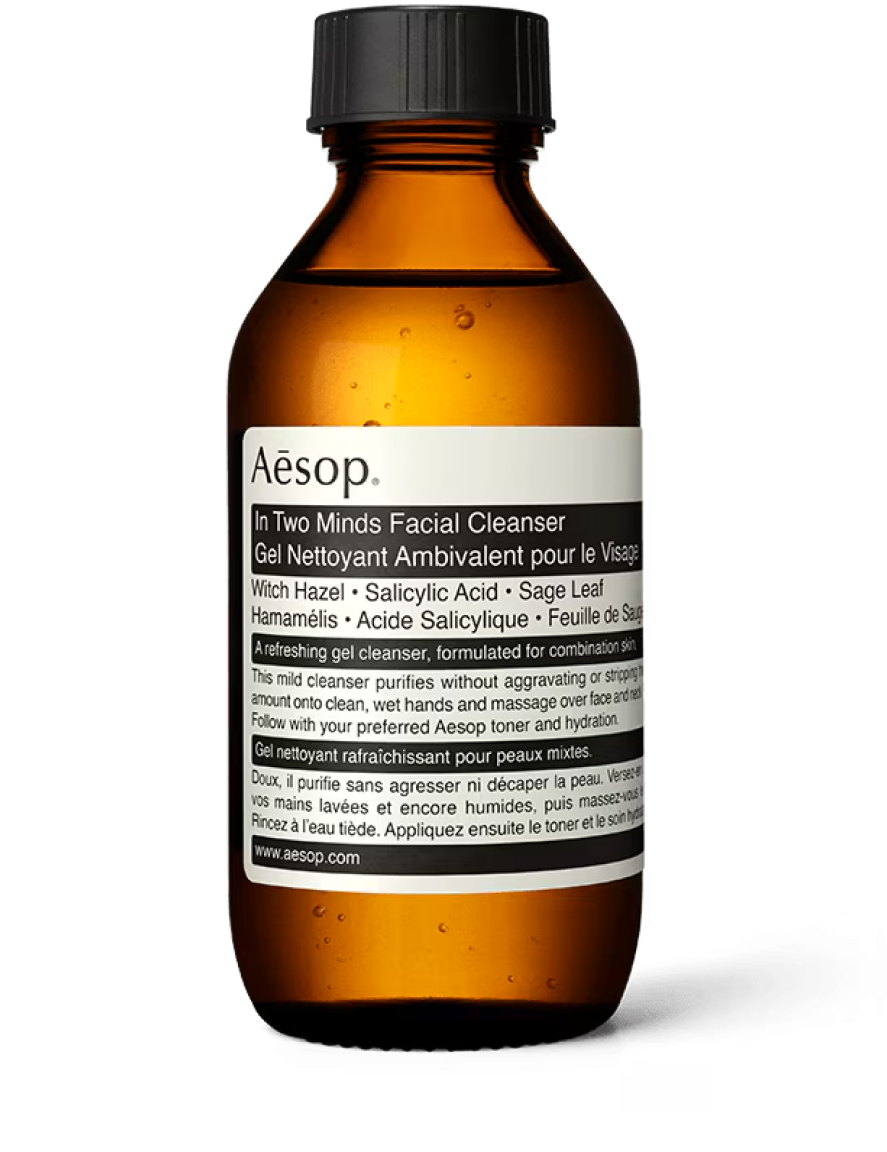 Aēsop®
In Two Minds Facial Cleanser
Gel Nettoyant Ambivalent pour le Visage
Witch Hazel • Salicylic Acid • Sage Leaf
Hamamélis • Acide Salicylique • Feuille de
A refreshing gel cleanser, formulated for combination skin.
This mild cleanser purifies without aggravating or stripping
amount onto clean, wet hands and massage over face and neck.
Follow with your preferred Aesop toner and hydration.
Gel nettoyant rafraîchissant pour peaux mixtes.
Doux, il purifie sans agresser ni décaper la peau.
vos mains lavées et encore humides, puis massez-vous
Rincez à l'eau tiède. Appliquez ensuite le toner et le soin
www.aesop.com